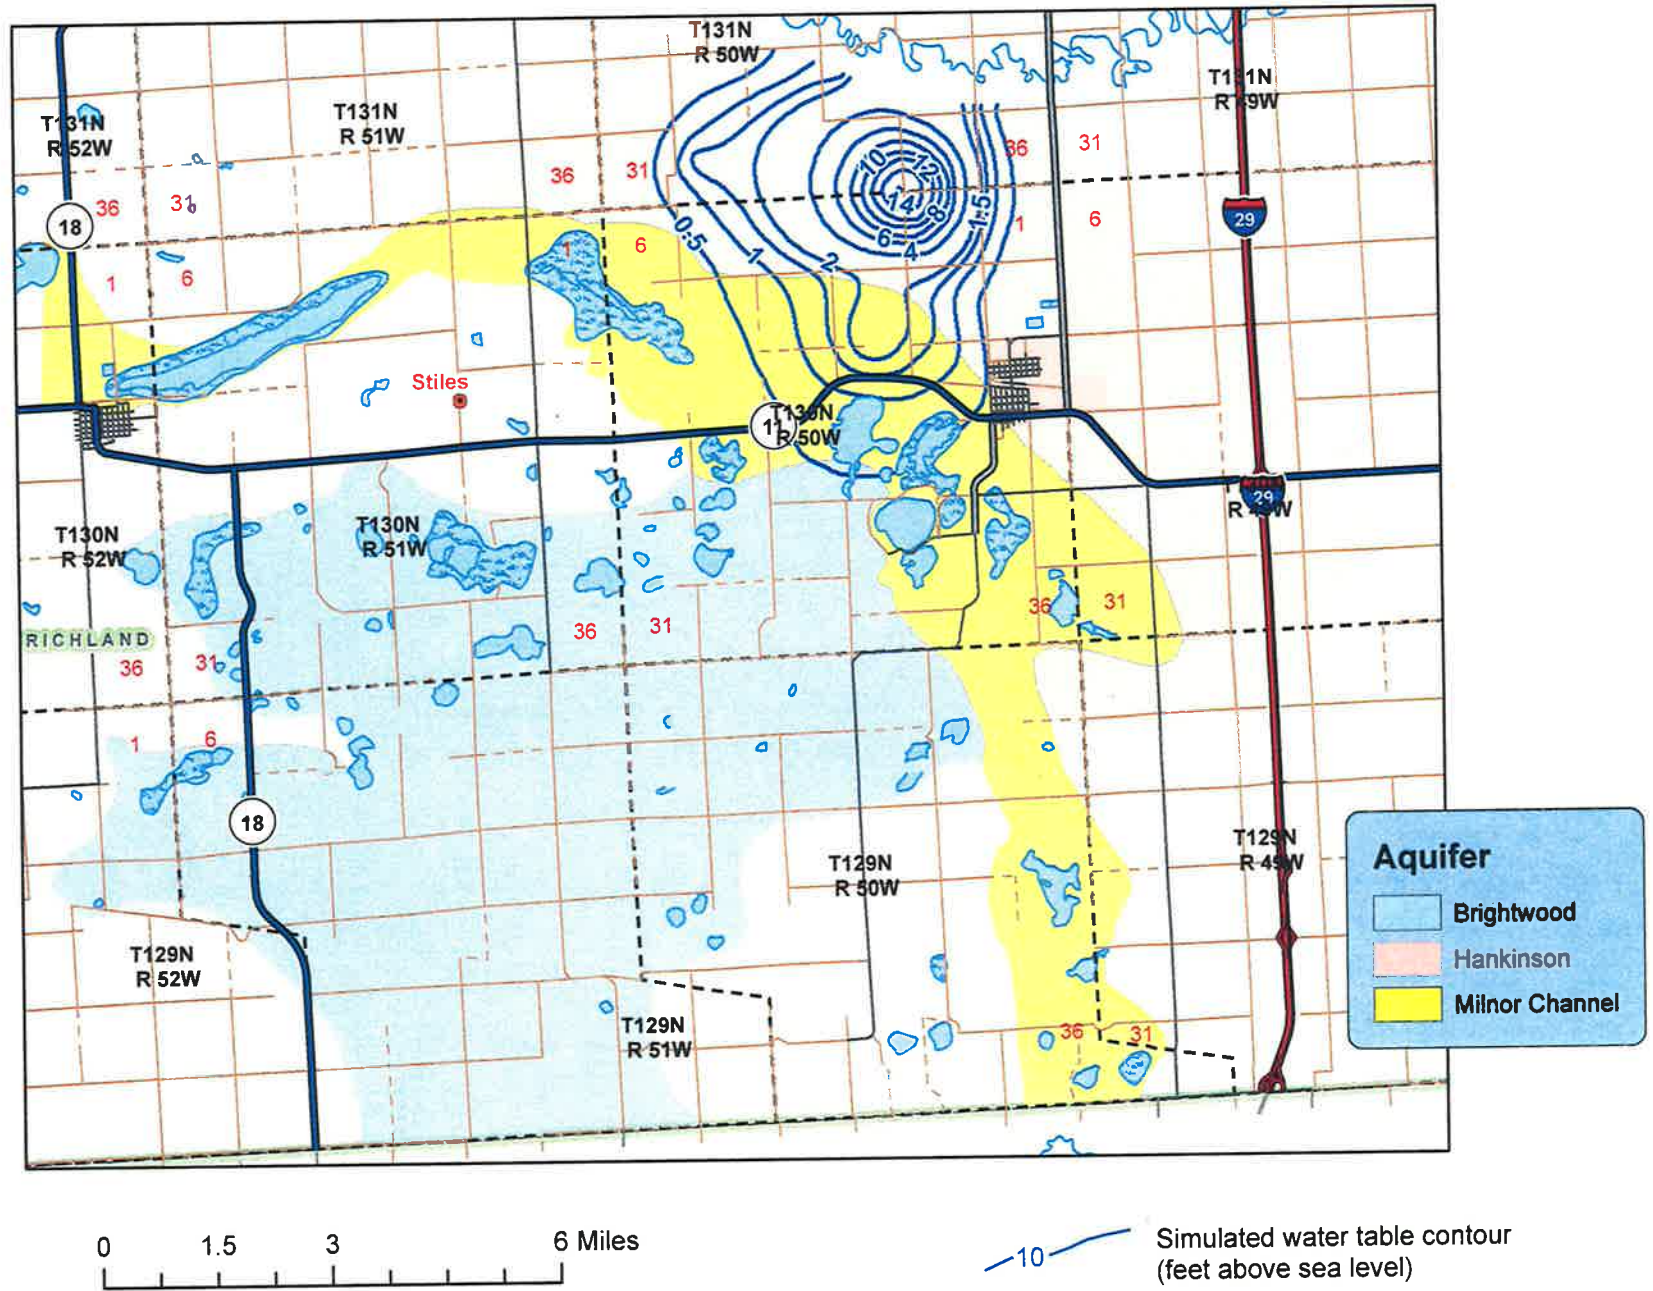 T131N
R 50W
T131N
R 49W
T131N
R 52W
T131N
R 51W
36
31
36
31
36
31
18
29
1
6
1
6
1
6
10
12
14
8
6
4
1.5
0.5
1
2
Stiles
11
T130N
R 50W
29
R 49W
T130N
R 52W
T130N
R 51W
RICHLAND
36
31
36
31
36
31
1
6
18
T129N
R 50W
T129N
R 49W
T129N
R 52W
T129N
R 51W
36
31
Aquifer
Brightwood
Hankinson
Milnor Channel
0
1.5
3
6 Miles
10
Simulated water table contour
(feet above sea level)